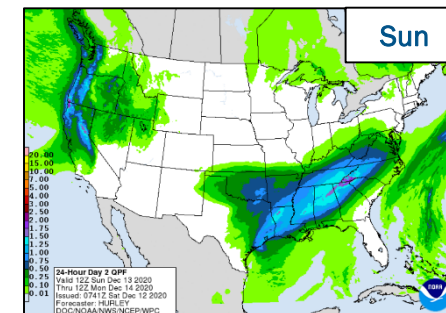 Sun
20.00
15.00
10.00
7.00
5.00
4.00
3.00
2.50
2.00
1.75
1.50
1.25
1.00
0.75
0.50
0.25
0.10
0.01
24-Hour Day 2 QPF
Valid 12Z Sun Dec 13 2020
Thru 12Z Mon Dec 14 2020
Issued: 0741Z Sat Dec 12 2020
Forecaster: HURLEY
DOC/NOAA/NWS/NCEP/WPC
NOAA